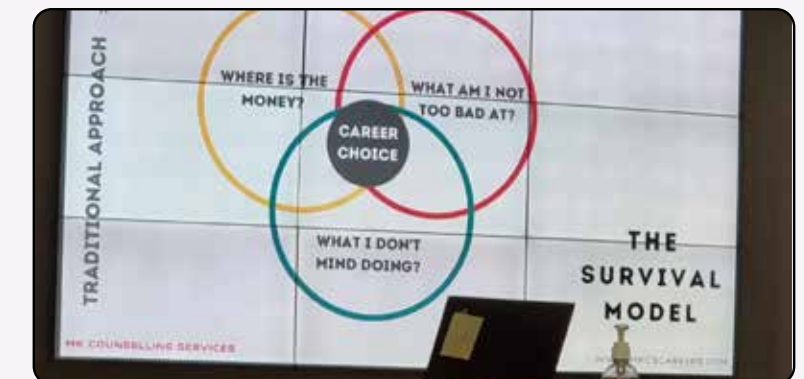 TRADITIONAL APPROACH
WHERE IS THE
MONEY?
WHAT AM I NOT
TOO BAD AT?
CAREER
CHOICE
WHAT I DON'T
MIND DOING?
THE
SURVIVAL
MODEL
MK COUNSELLING SERVICES